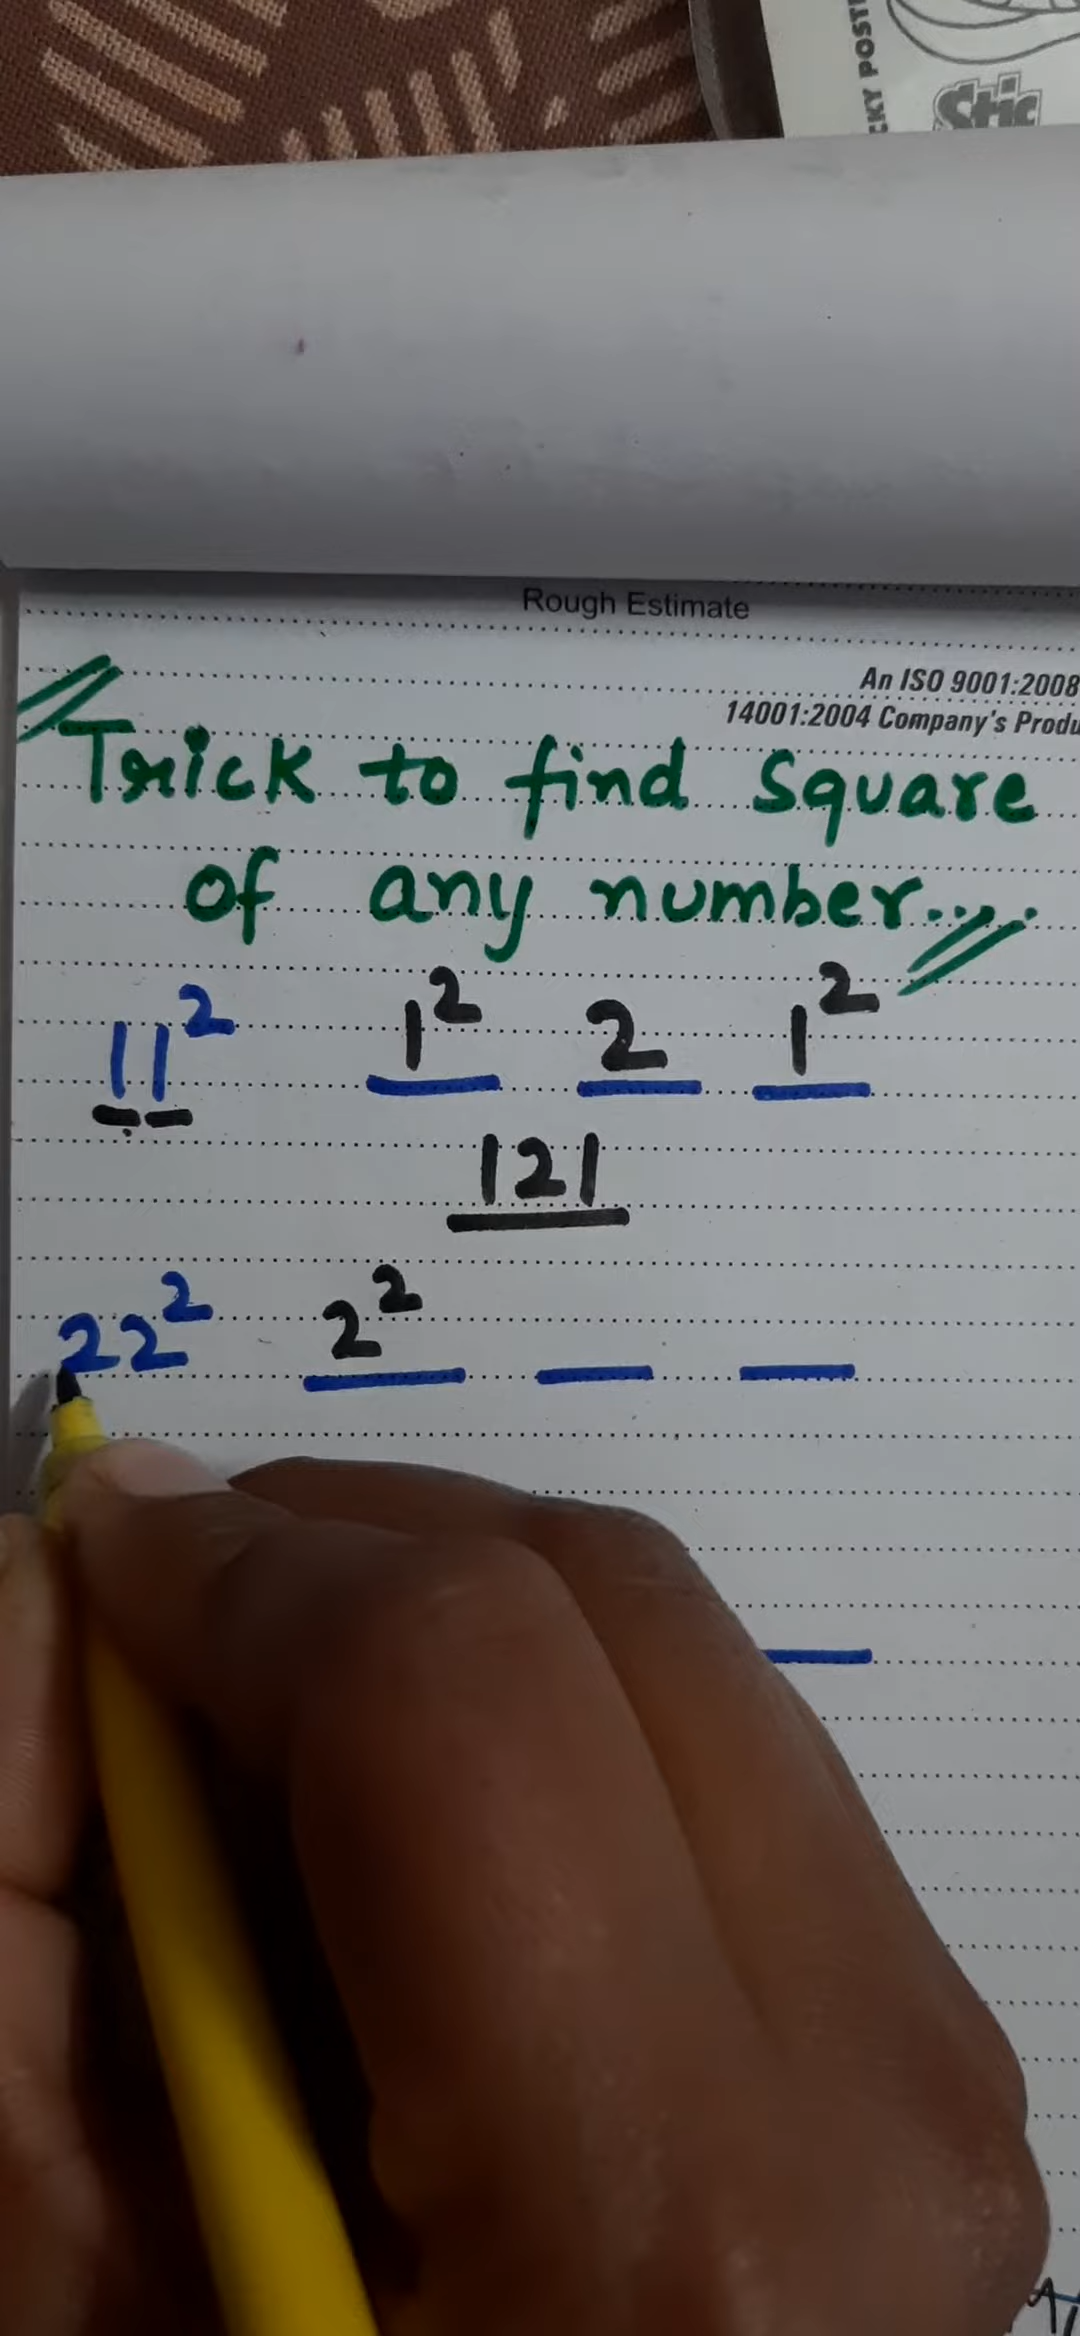 CKY POST
Stic
Rough Estimate
An ISO 9001:2008
14001:2004 Company's Produ
Trick to find Square
of any number....
11² 1² 2 1²
121
22² 2²